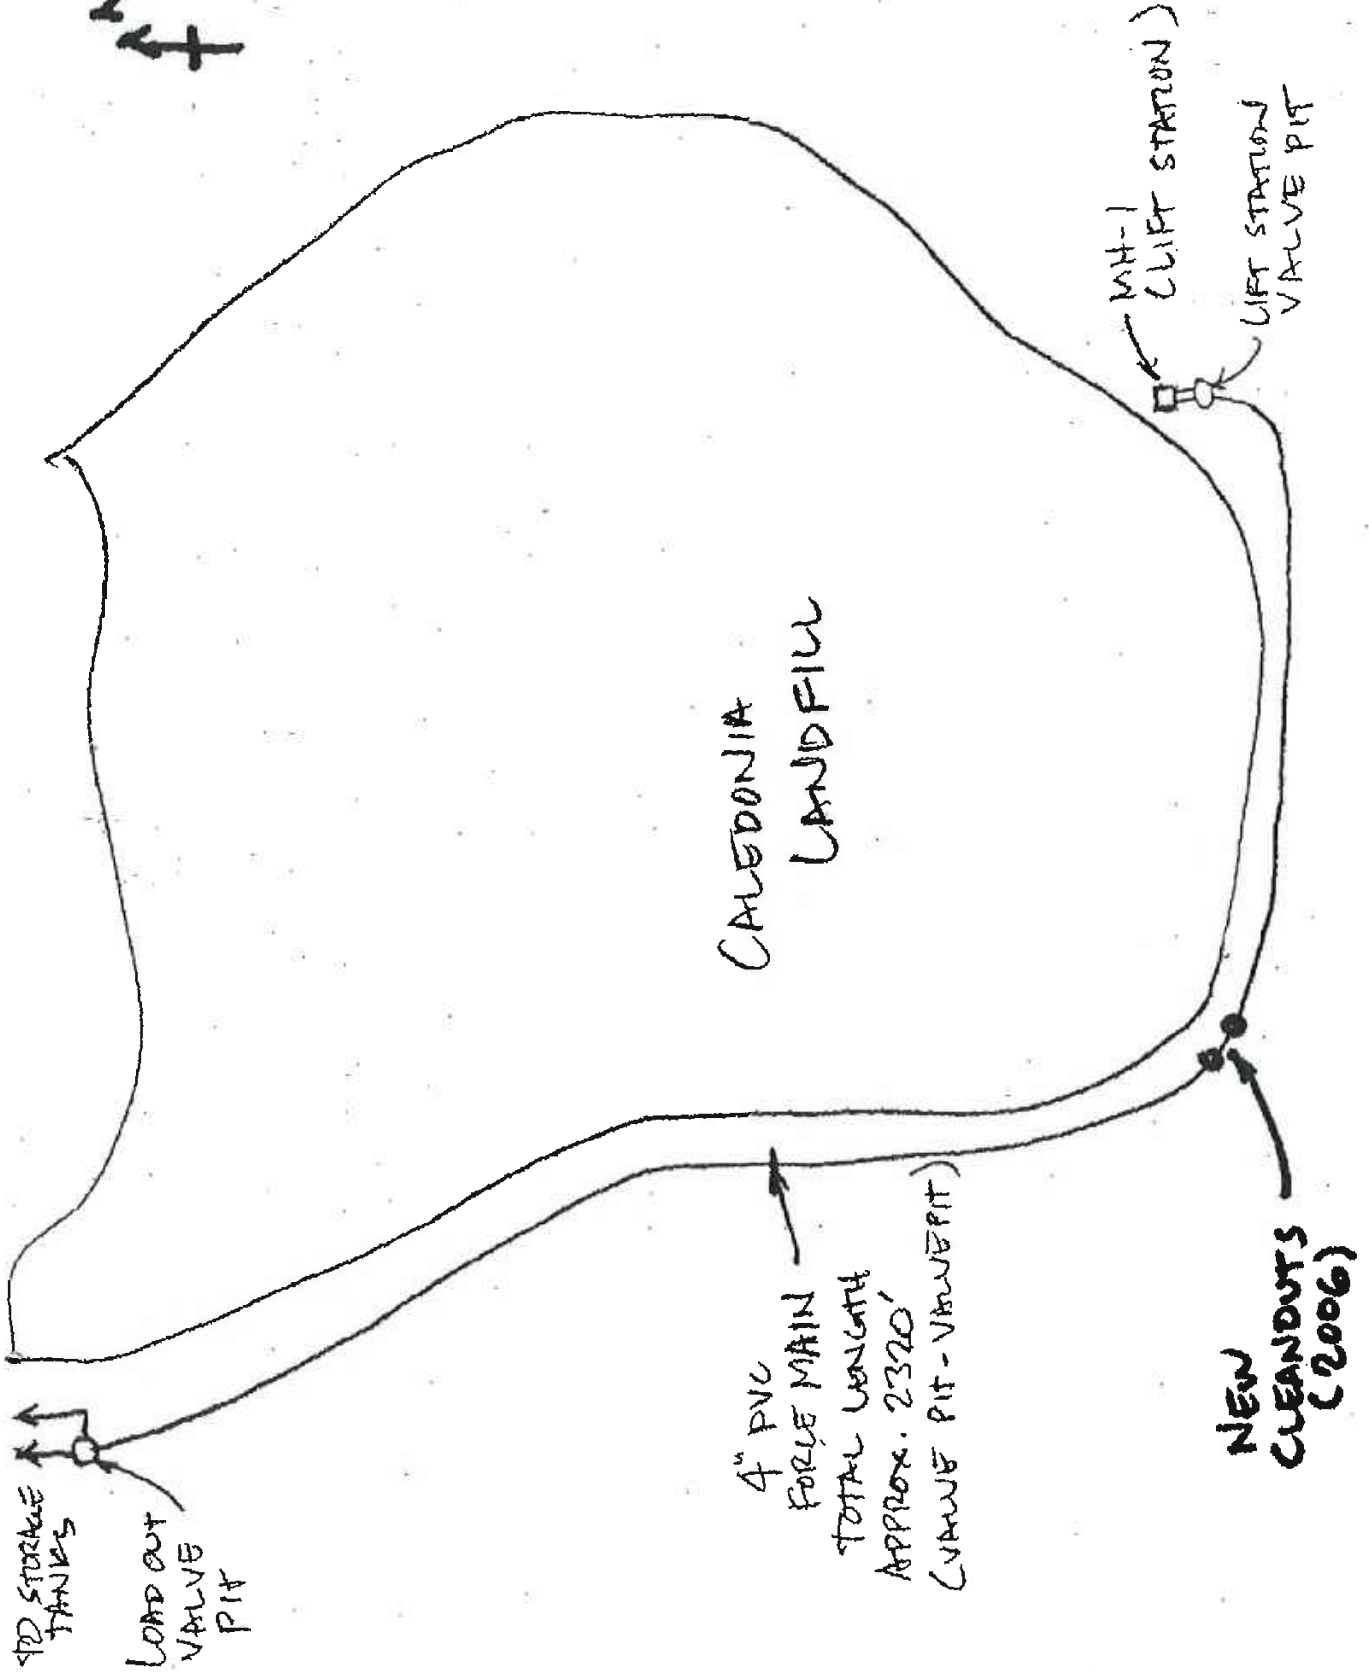 TO STORAGE
TANKS
LOAD OUT
VALVE
PIT
4" PVC
FORCE MAIN
TOTAL LENGTH
APPROX. 2320'
(VALVE PIT - VALVE PIT)
CALEDONIA
LANDFILL
NEW
CLEANOUTS
(2006)
MH-1
(LIFT STATION)
LIFT STATION
VALVE PIT